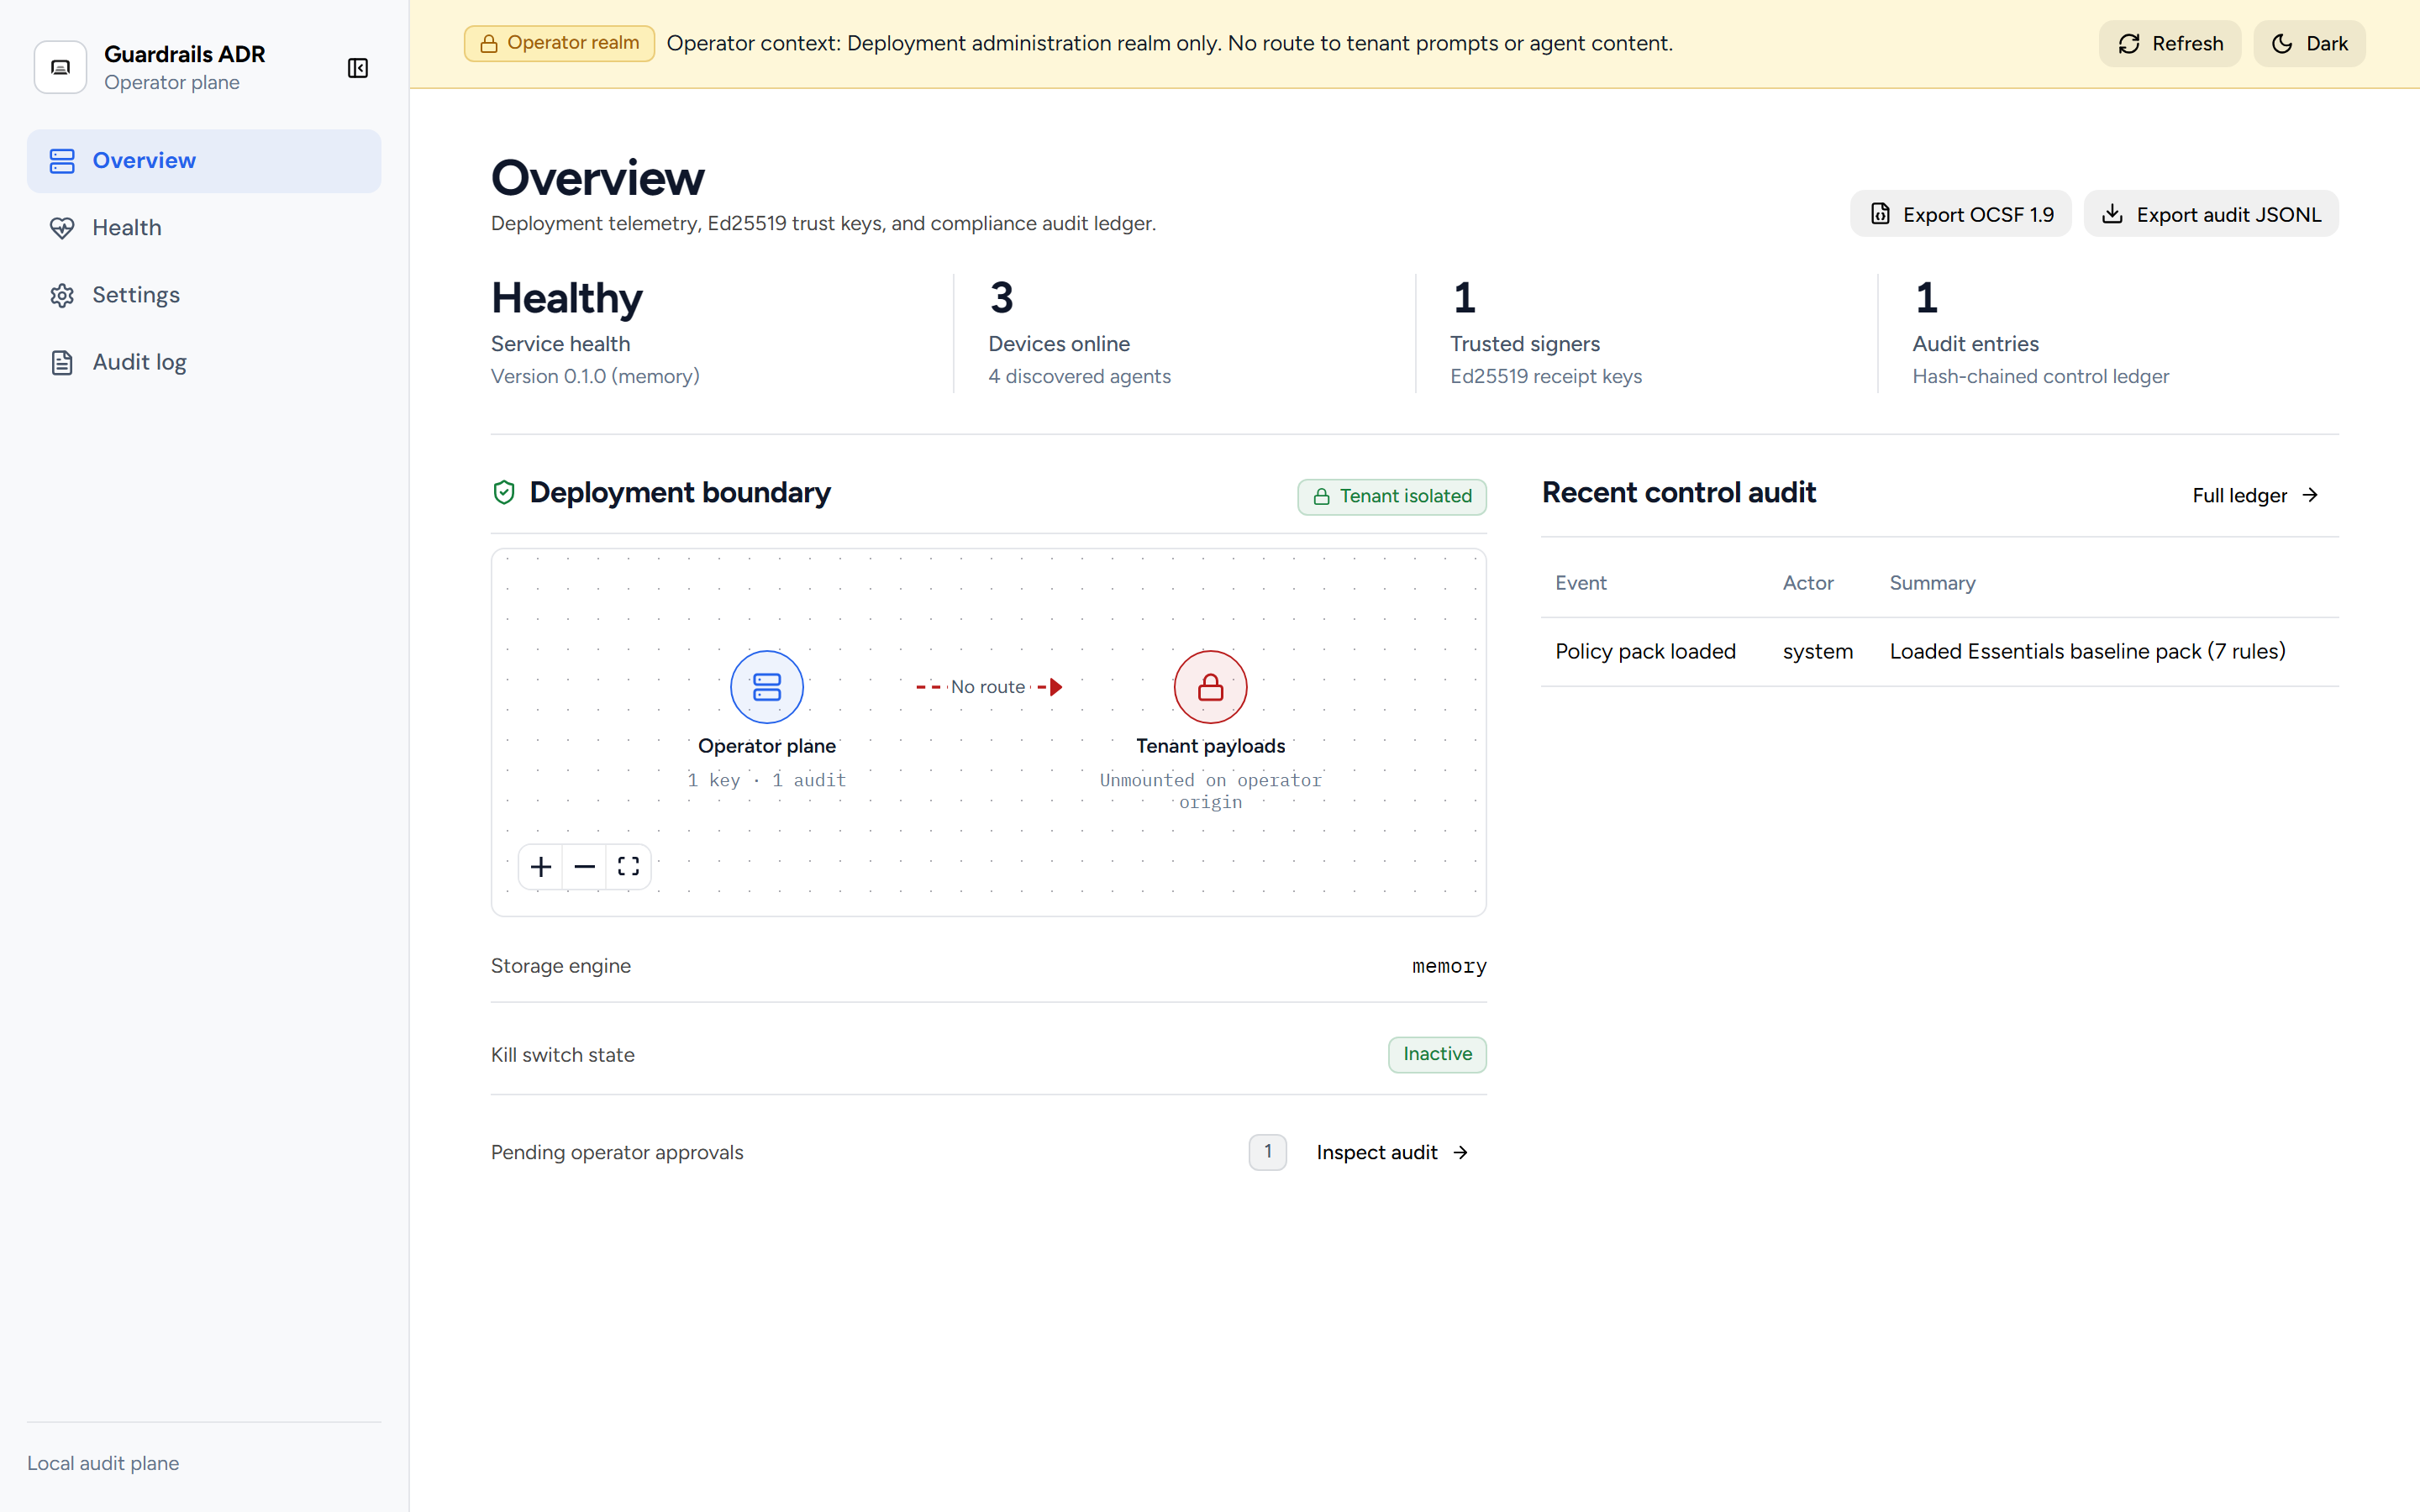 Guardrails ADR
Operator plane
Overview
Health
Settings
Audit log
Local audit plane
Operator realm
Operator context: Deployment administration realm only. No route to tenant prompts or agent content.
Refresh
Dark
Overview
Deployment telemetry, Ed25519 trust keys, and compliance audit ledger.
Export OCSF 1.9
Export audit JSONL
Healthy
Service health
Version 0.1.0 (memory)
3
Devices online
4 discovered agents
1
Trusted signers
Ed25519 receipt keys
1
Audit entries
Hash-chained control ledger
Deployment boundary
Tenant isolated
No route
Operator plane
1 key · 1 audit
Tenant payloads
Unmounted on operator
origin
Storage engine
memory
Kill switch state
Inactive
Pending operator approvals
1
Inspect audit
Recent control audit
Full ledger
Event Actor Summary
Policy pack loaded system Loaded Essentials baseline pack (7 rules)